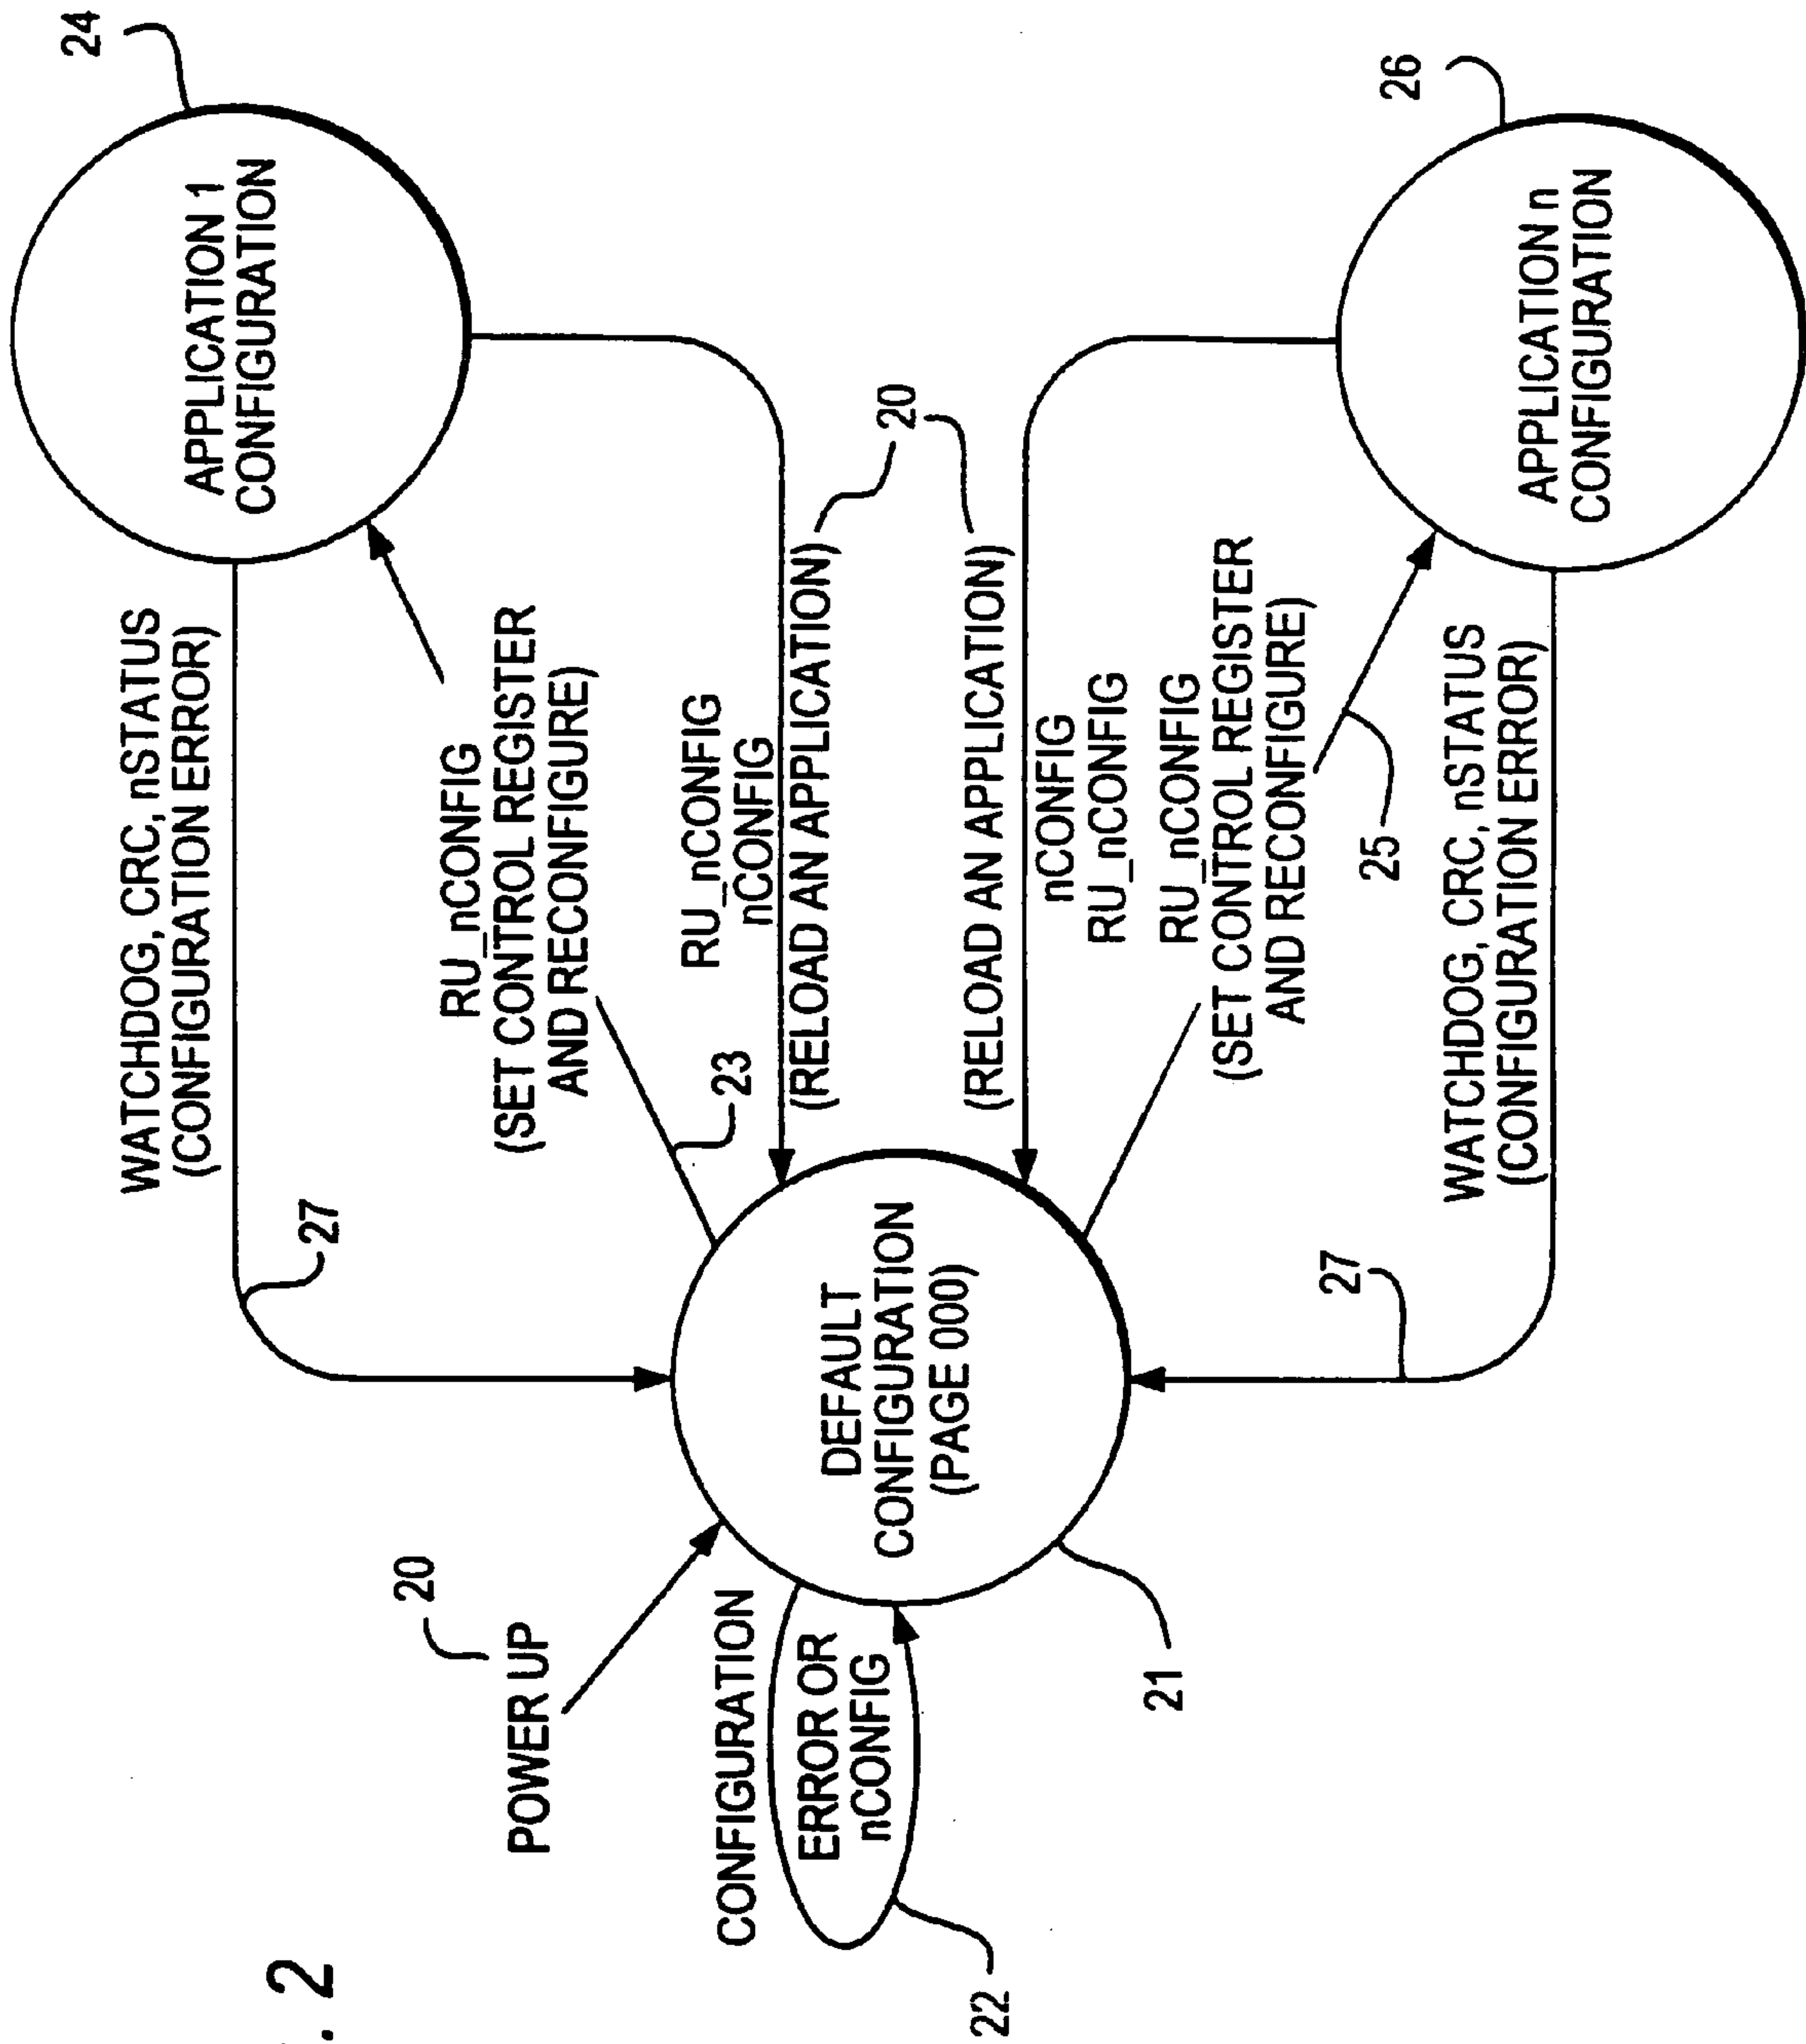 . 2
POWER UP
20
CONFIGURATION
ERROR OR
nCONFIG
22
21
DEFAULT
CONFIGURATION
(PAGE 000)
27
WATCHDOG, CRC, nSTATUS
(CONFIGURATION ERROR)
RU_nCONFIG
(SET CONTROL REGISTER
AND RECONFIGURE)
23
RU_nCONFIG
nCONFIG
(RELOAD AN APPLICATION)
20
(RELOAD AN APPLICATION)
nCONFIG
RU_nCONFIG
RU_nCONFIG
(SET CONTROL REGISTER
AND RECONFIGURE)
25
WATCHDOG, CRC, nSTATUS
(CONFIGURATION ERROR)
27
APPLICATION 1
CONFIGURATION
24
APPLICATION n
CONFIGURATION
26